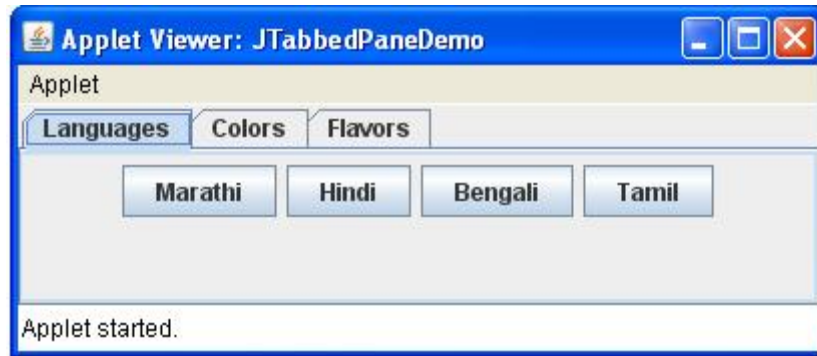 Applet Viewer: JTabbedPaneDemo
Applet
Languages Colors Flavors
Marathi Hindi Bengali Tamil
Applet started.